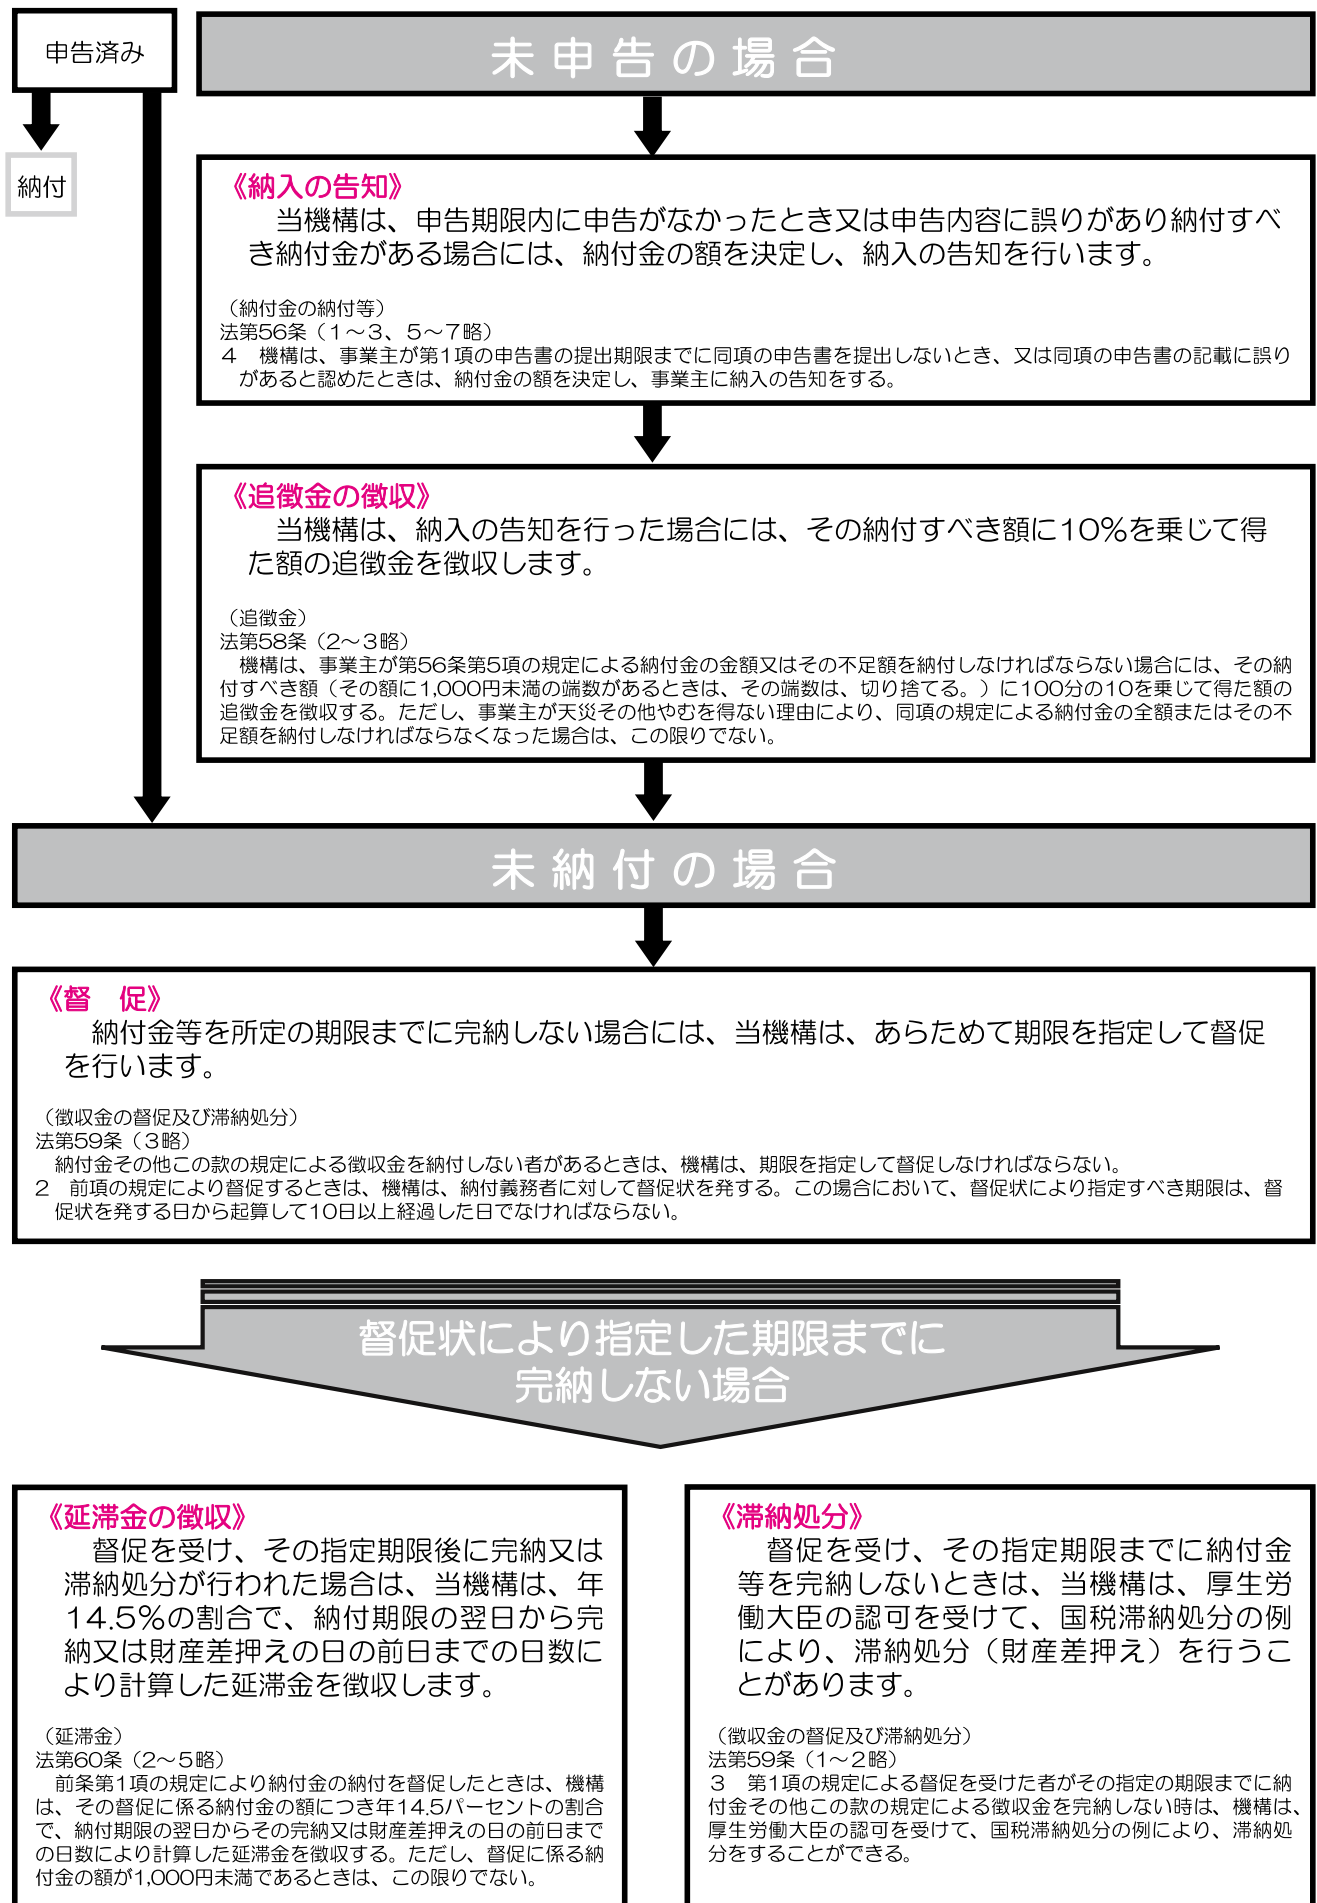 申告済み
未申告の場合
納付
《納入の告知》
当機構は、申告期限内に申告がなかったとき又は申告内容に誤りがあり納付すべ
き納付金がある場合には、納付金の額を決定し、納入の告知を行います。
（納付金の納付等）
法第56条（１～３、５～７略）
４　機構は、事業主が第1項の申告書の提出期限までに同項の申告書を提出しないとき、又は同項の申告書の記載に誤り
があると認めたときは、納付金の額を決定し、事業主に納入の告知をする。
《追徴金の徴収》
当機構は、納入の告知を行った場合には、その納付すべき額に10％を乗じて得
た額の追徴金を徴収します。
（追徴金）
法第58条（2～３略）
機構は、事業主が第56条第5項の規定による納付金の金額又はその不足額を納付しなければならない場合には、その納
付すべき額（その額に1,000円未満の端数があるときは、その端数は、切り捨てる。）に100分の10を乗じて得た額の
追徴金を徴収する。ただし、事業主が天災その他やむを得ない理由により、同項の規定による納付金の全額またはその不
足額を納付しなければならなくなった場合は、この限りでない。
未納付の場合
《督　促》
納付金等を所定の期限までに完納しない場合には、当機構は、あらためて期限を指定して督促
を行います。
（徴収金の督促及び滞納処分）
法第59条（３略）
納付金その他この款の規定による徴収金を納付しない者があるときは、機構は、期限を指定して督促しなければならない。
２　前項の規定により督促するときは、機構は、納付義務者に対して督促状を発する。この場合において、督促状により指定すべき期限は、督
促状を発する日から起算して10日以上経過した日でなければならない。
督促状により指定した期限までに
完納しない場合
《延滞金の徴収》
督促を受け、その指定期限後に完納又は
滞納処分が行われた場合は、当機構は、年
14.5％の割合で、納付期限の翌日から完
納又は財産差押えの日の前日までの日数に
より計算した延滞金を徴収します。
（延滞金）
法第60条（2～５略）
前条第1項の規定により納付金の納付を督促したときは、機構
は、その督促に係る納付金の額につき年14.5パーセントの割合
で、納付期限の翌日からその完納又は財産差押えの日の前日まで
の日数により計算した延滞金を徴収する。ただし、督促に係る納
付金の額が1,000円未満であるときは、この限りでない。
《滞納処分》
督促を受け、その指定期限までに納付金
等を完納しないときは、当機構は、厚生労
働大臣の認可を受けて、国税滞納処分の例
により、滞納処分（財産差押え）を行うこ
とがあります。
（徴収金の督促及び滞納処分）
法第59条（1～２略）
３　第1項の規定による督促を受けた者がその指定の期限までに納
付金その他この款の規定による徴収金を完納しない時は、機構は、
厚生労働大臣の認可を受けて、国税滞納処分の例により、滞納処
分をすることができる。